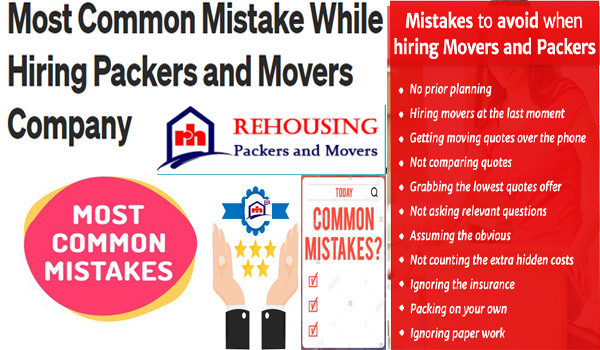 Most Common Mistake While
Hiring Packers and Movers
Company
REHOUSING
Packers and Movers
MOST
COMMON
MISTAKES
TODAY
COMMON
MISTAKES?
Mistakes to avoid when
hiring Movers and Packers
No prior planning
Hiring movers at the last moment
Getting moving quotes over the phone
Not comparing quotes
Grabbing the lowest quotes offer
Not asking relevant questions
Assuming the obvious
Not counting the extra hidden costs
Ignoring the insurance
Packing on your own
Ignoring paper work